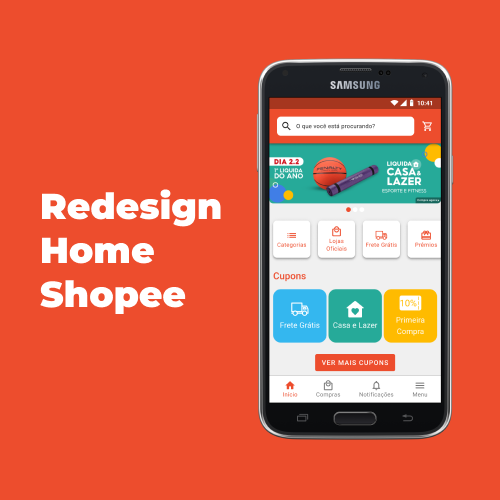 Redesign
Home
Shopee
SAMSUNG
10:41
O que você está procurando?
DIA 2.2
1ª LIQUIDA
DO ANO
LIQUIDA
CASA &
LAZER
ESPORTE E FITNESS
Compre agora
Categorias
Lojas
Oficiais
Frete Grátis
Prêmios
Cupons
Frete Grátis
Casa e Lazer
10%
Primeira
Compra
VER MAIS CUPONS
Início
Compras
Notificações
Menu